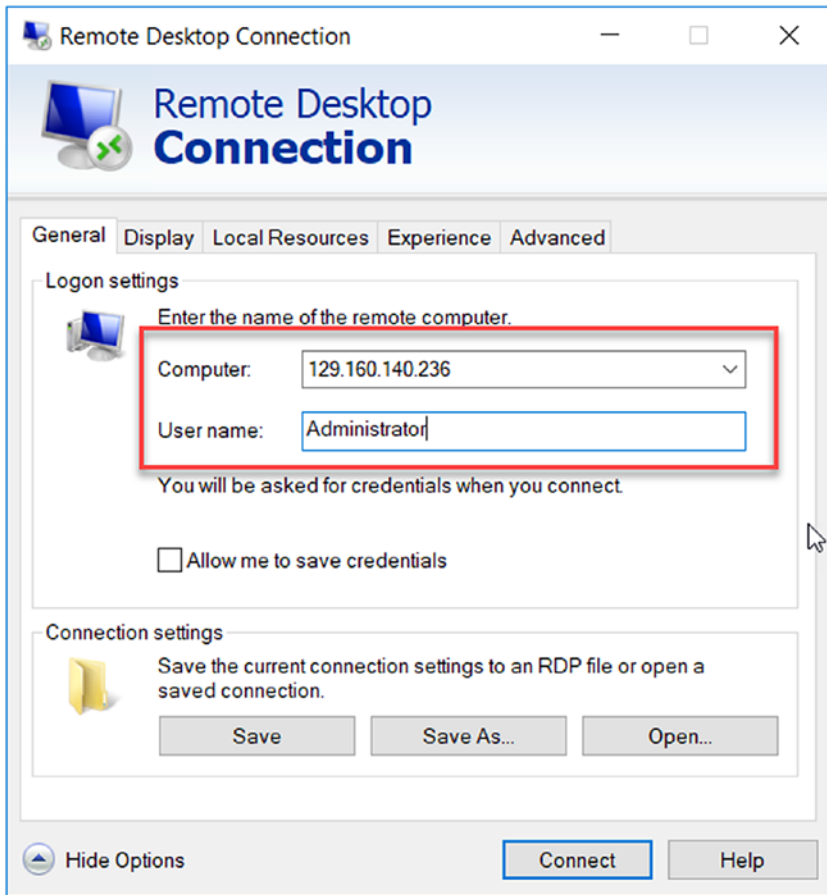 Remote Desktop Connection
Remote Desktop
Connection
General Display Local Resources Experience Advanced
Logon settings
Enter the name of the remote computer.
Computer: 129.160.140.236
User name: Administrator
You will be asked for credentials when you connect.
Allow me to save credentials
Connection settings
Save the current connection settings to an RDP file or open a
saved connection.
Save Save As... Open...
Hide Options Connect Help